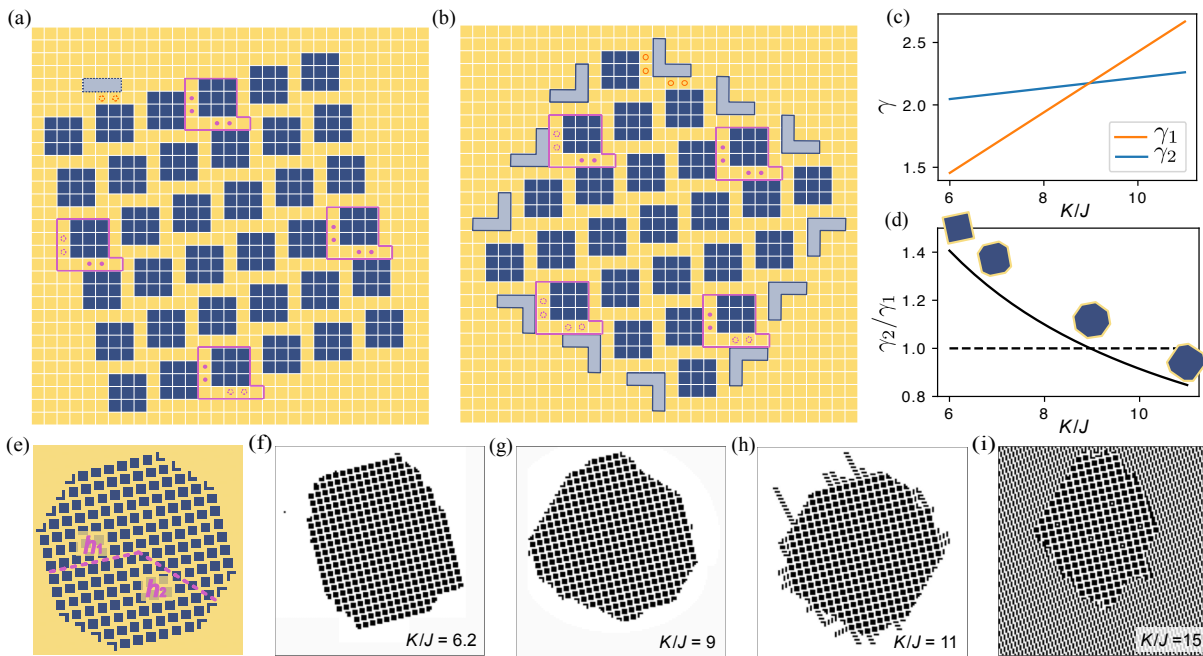 (a)
(b)
(c)
γ
2.5
2.0
1.5
γ1
γ2
6
8
10
K/J
(d)
γ2/γ1
1.4
1.2
1.0
0.8
6
8
10
K/J
(e)
h1
h2
(f)
K/J = 6.2
(g)
K/J = 9
(h)
K/J = 11
(i)
K/J =15